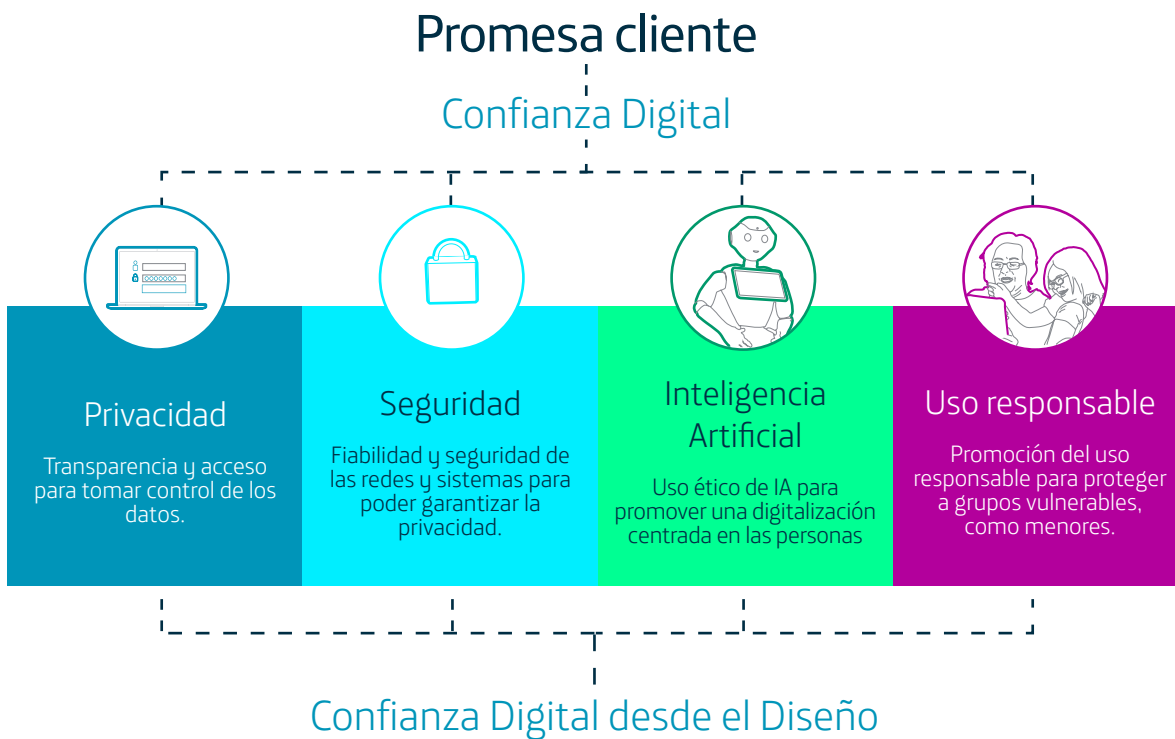 Promesa cliente
Confianza Digital
Privacidad
Transparencia y acceso
para tomar control de los
datos.
Seguridad
Fiabilidad y seguridad de
las redes y sistemas para
poder garantizar la
privacidad.
Inteligencia
Artificial
Uso ético de IA para
promover una digitalización
centrada en las personas
Uso responsable
Promoción del uso
responsable para proteger
a grupos vulnerables,
como menores.
Confianza Digital desde el Diseño